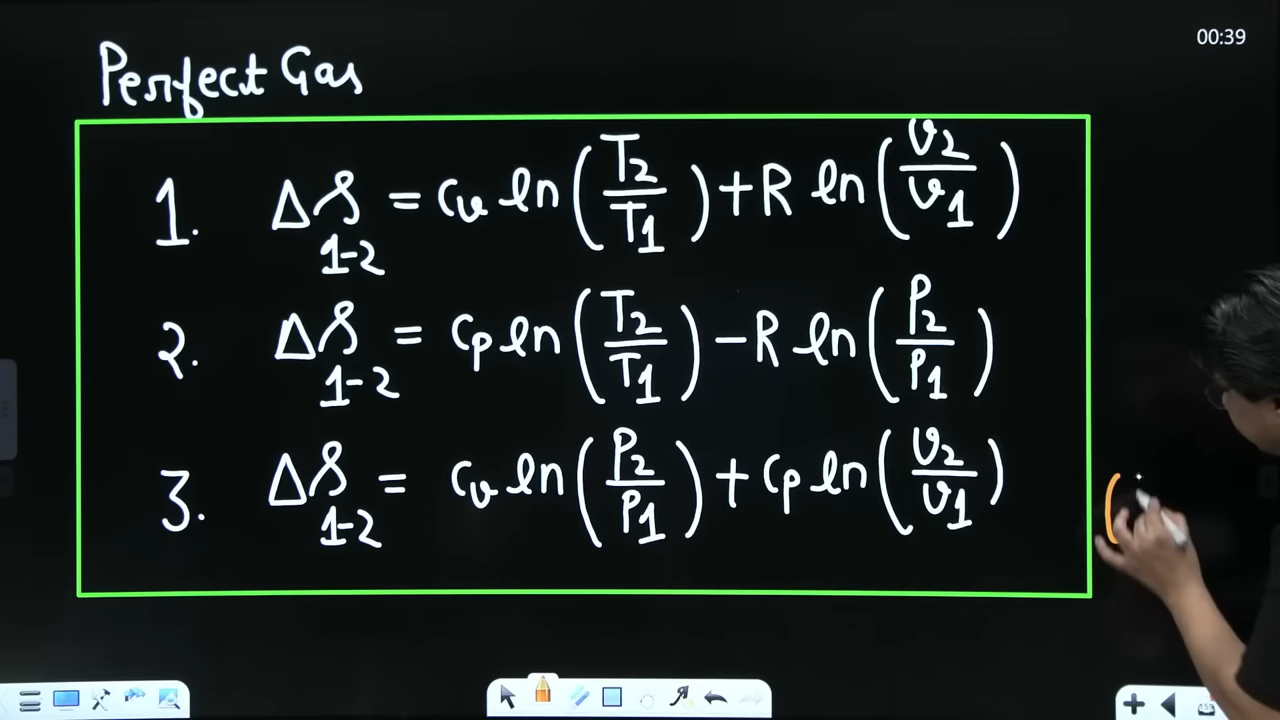 00:39
Perfect Gas
1. Δs₁₋₂ = cᵥ ln(T₂/T₁) + R ln(v₂/v₁)
2. Δs₁₋₂ = cₚ ln(T₂/T₁) − R ln(P₂/P₁)
3. Δs₁₋₂ = cᵥ ln(P₂/P₁) + cₚ ln(v₂/v₁)